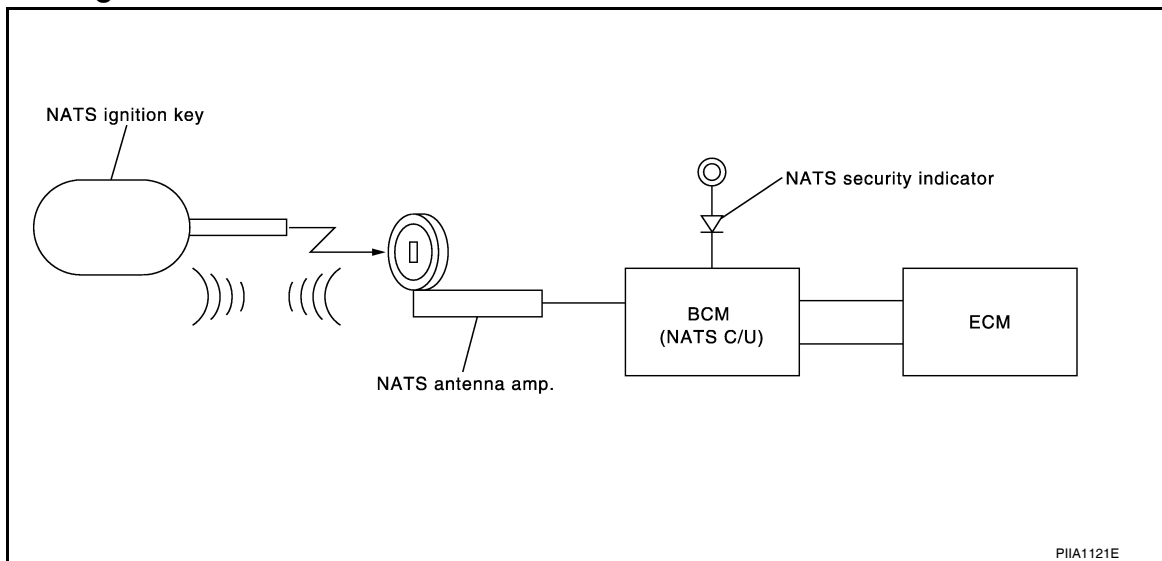 NATS ignition key
NATS security indicator
BCM
(NATS C/U)
ECM
NATS antenna amp.
PIIA1121E